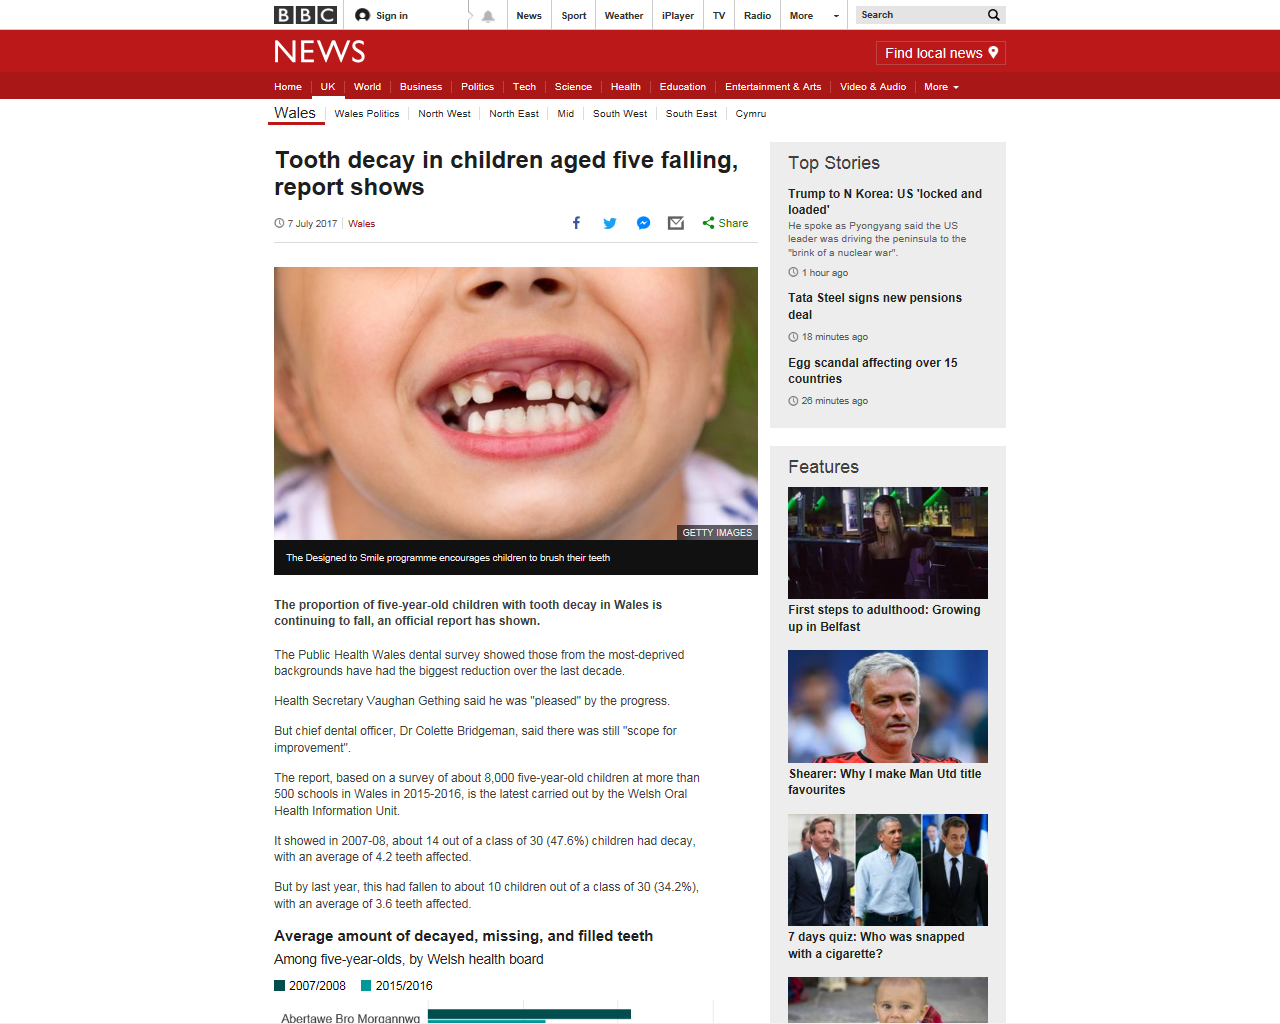 BBC
Sign in
News
Sport
Weather
iPlayer
TV
Radio
More
Search
NEWS
Find local news
Home
UK
World
Business
Politics
Tech
Science
Health
Education
Entertainment & Arts
Video & Audio
More
Wales
Wales Politics
North West
North East
Mid
South West
South East
Cymru
Tooth decay in children aged five falling,
report shows
7 July 2017
Wales
Share
GETTY IMAGES
The Designed to Smile programme encourages children to brush their teeth
The proportion of five-year-old children with tooth decay in Wales is
continuing to fall, an official report has shown.
The Public Health Wales dental survey showed those from the most-deprived
backgrounds have had the biggest reduction over the last decade.
Health Secretary Vaughan Gething said he was "pleased" by the progress.
But chief dental officer, Dr Colette Bridgeman, said there was still "scope for
improvement".
The report, based on a survey of about 8,000 five-year-old children at more than
500 schools in Wales in 2015-2016, is the latest carried out by the Welsh Oral
Health Information Unit.
It showed in 2007-08, about 14 out of a class of 30 (47.6%) children had decay,
with an average of 4.2 teeth affected.
But by last year, this had fallen to about 10 children out of a class of 30 (34.2%),
with an average of 3.6 teeth affected.
Average amount of decayed, missing, and filled teeth
Among five-year-olds, by Welsh health board
2007/2008
2015/2016
Abertawe Bro Morgannwg
Top Stories
Trump to N Korea: US 'locked and
loaded'
He spoke as Pyongyang said the US
leader was driving the peninsula to the
"brink of a nuclear war".
1 hour ago
Tata Steel signs new pensions
deal
18 minutes ago
Egg scandal affecting over 15
countries
26 minutes ago
Features
First steps to adulthood: Growing
up in Belfast
Shearer: Why I make Man Utd title
favourites
7 days quiz: Who was snapped
with a cigarette?